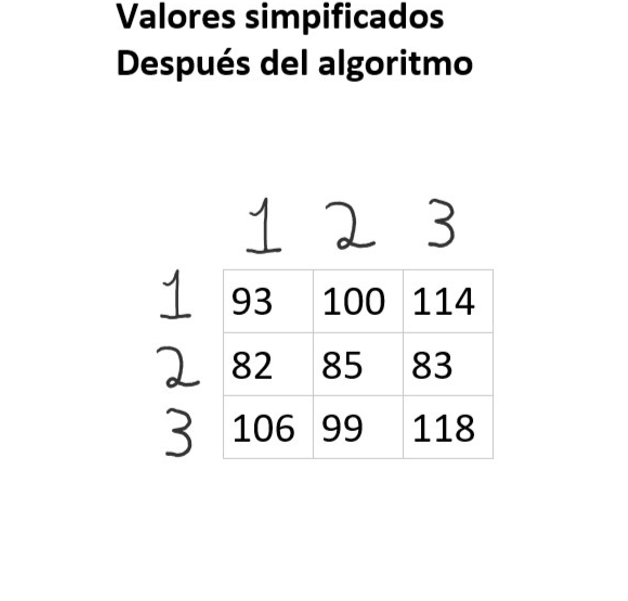 Valores simpificados
Después del algoritmo
1 2 3
1 93 100 114
2 82 85 83
3 106 99 118